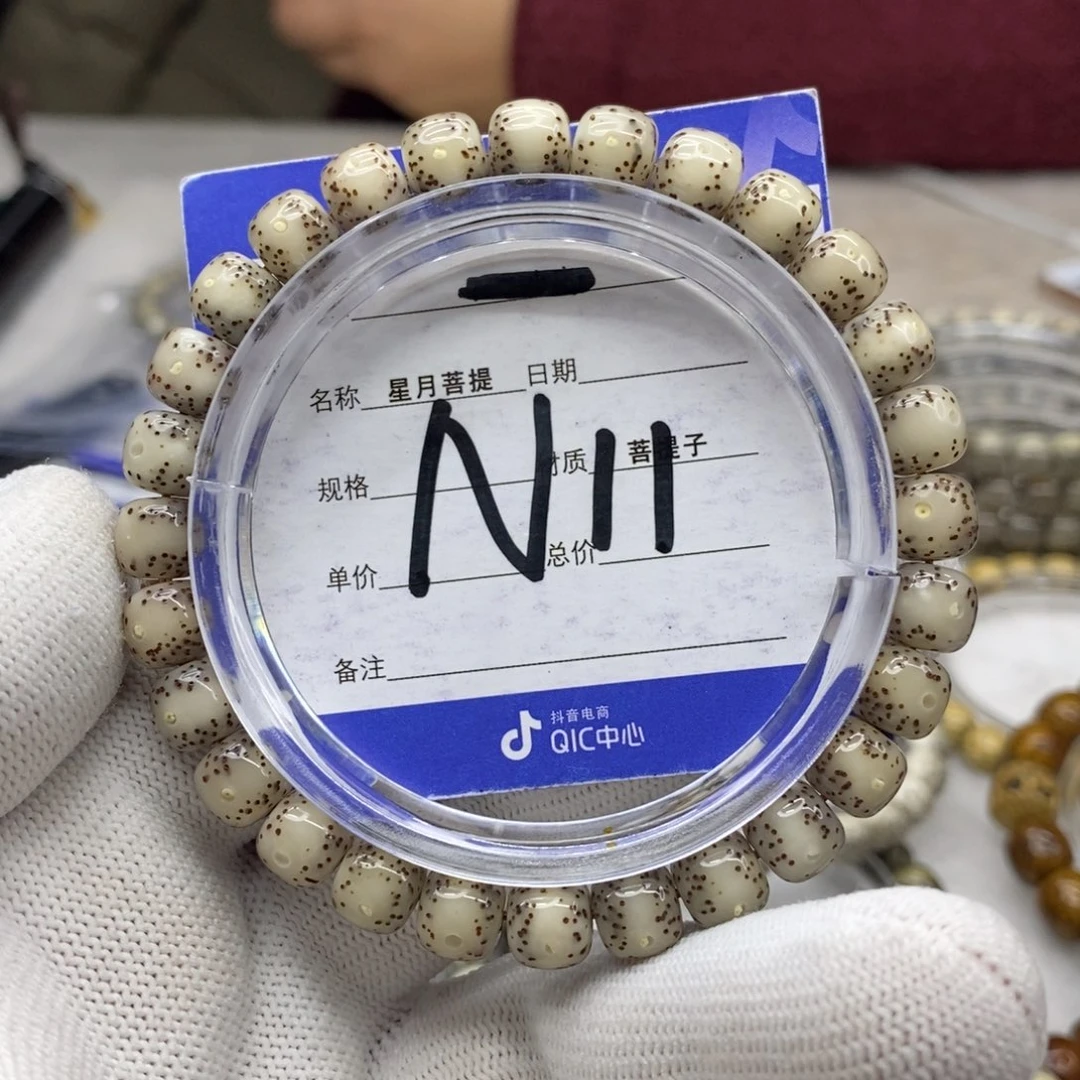 名称 星月菩提 日期
规格 材质 菩提子
N11
单价 总价
备注
抖音电商
QIC中心